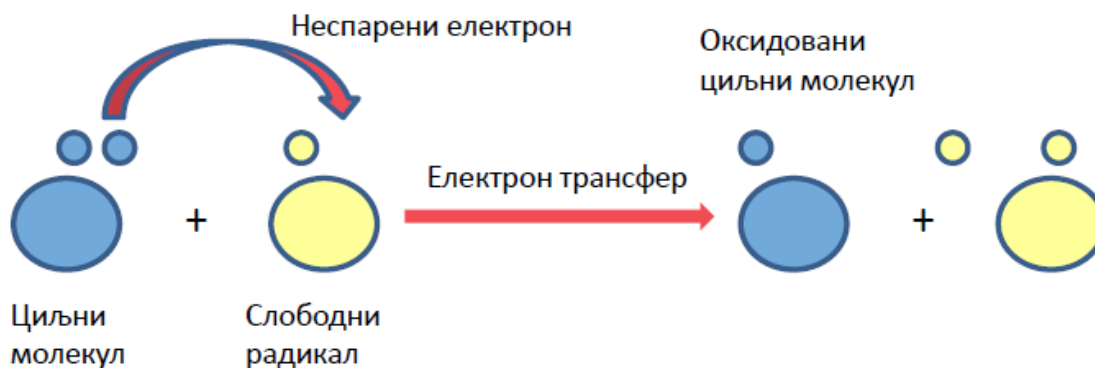 Неспарени електрон
Оксидовани
циљни молекул
+
Електрон трансфер
+
Циљни
молекул
Слободни
радикал